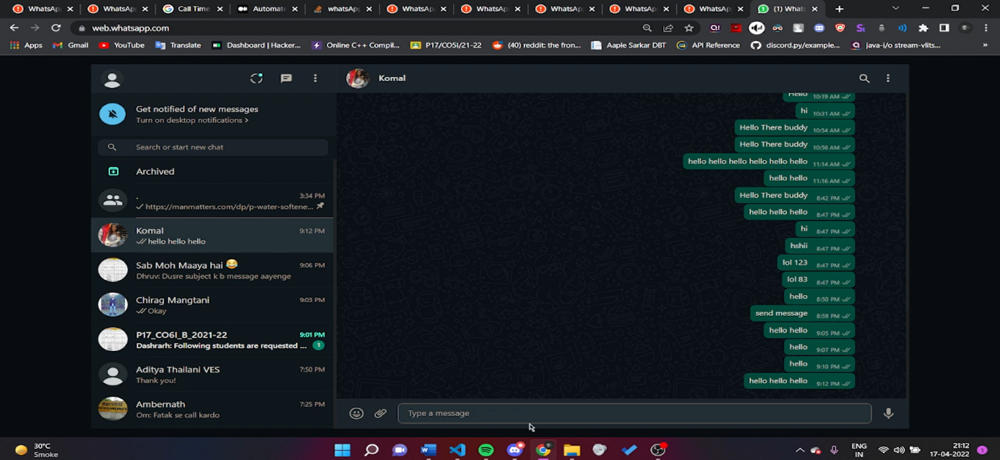 WhatsAp
WhatsAp
Call Time
Automate
whatsApp
WhatsAp
WhatsAp
WhatsAp
WhatsAp
WhatsAp
(1) Whats
web.whatsapp.com
Apps
Gmail
YouTube
Translate
Dashboard | Hacker...
Online C++ Compil...
P17/CO5I/21-22
(40) reddit: the fron...
Aaple Sarkar DBT
API Reference
discord.py/example...
java-i/o stream-vlits...
Komal
Get notified of new messages
Turn on desktop notifications >
Search or start new chat
Archived
.
3:34 PM
https://manmatters.com/dp/p-water-softene...
Komal
9:12 PM
hello hello hello
Sab Moh Maaya hai 😂
9:06 PM
Dhruv: Dusre subject k b message aayenge
Chirag Mangtani
9:03 PM
Okay
P17_CO6I_B_2021-22
9:01 PM
Dashrarh: Following students are requested ...
1
Aditya Thailani VES
7:50 PM
Thank you!
Ambernath
7:25 PM
Om: Fatak se call kardo
Hello 10:19 AM
hi 10:31 AM
Hello There buddy 10:54 AM
Hello There buddy 10:56 AM
hello hello hello hello hello hello 11:14 AM
hello hello 11:16 AM
Hello There buddy 8:42 PM
hello hello hello 8:47 PM
hi 8:47 PM
hshii 8:47 PM
lol 123 8:47 PM
lol 83 8:47 PM
hello 8:50 PM
send message 8:59 PM
hello hello 9:05 PM
hello 9:07 PM
hello 9:10 PM
hello hello hello 9:12 PM
Type a message
30°C
Smoke
ENG
IN
21:12
17-04-2022
1